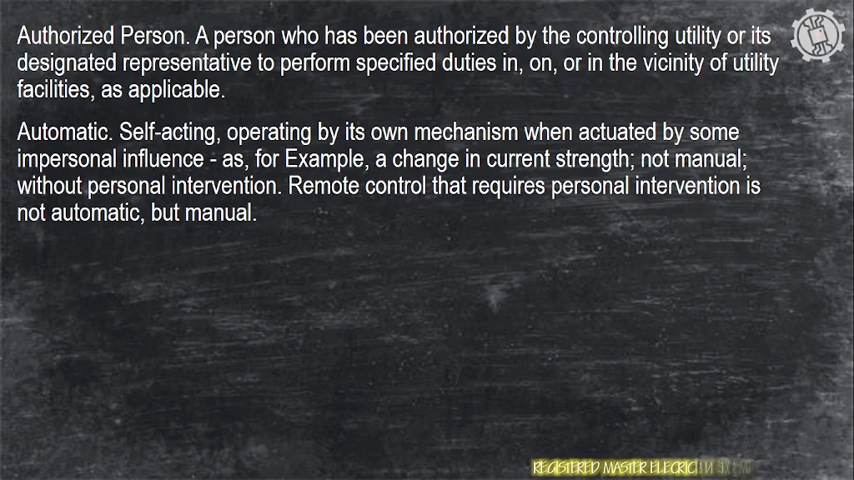 Authorized Person. A person who has been authorized by the controlling utility or its
designated representative to perform specified duties in, on, or in the vicinity of utility
facilities, as applicable.
Automatic. Self-acting, operating by its own mechanism when actuated by some
impersonal influence - as, for Example, a change in current strength; not manual;
without personal intervention. Remote control that requires personal intervention is
not automatic, but manual.
REGISTERED MASTER